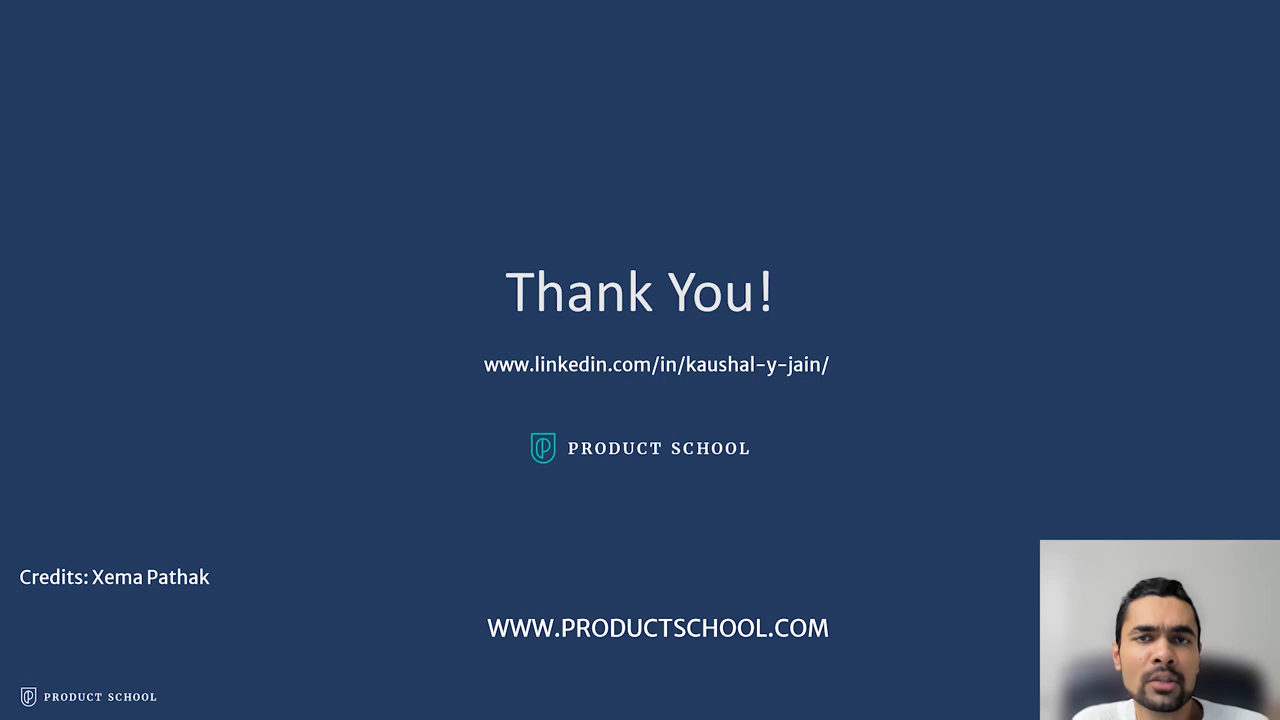 Thank You!
www.linkedin.com/in/kaushal-y-jain/
PRODUCT SCHOOL
Credits: Xema Pathak
WWW.PRODUCTSCHOOL.COM
PRODUCT SCHOOL